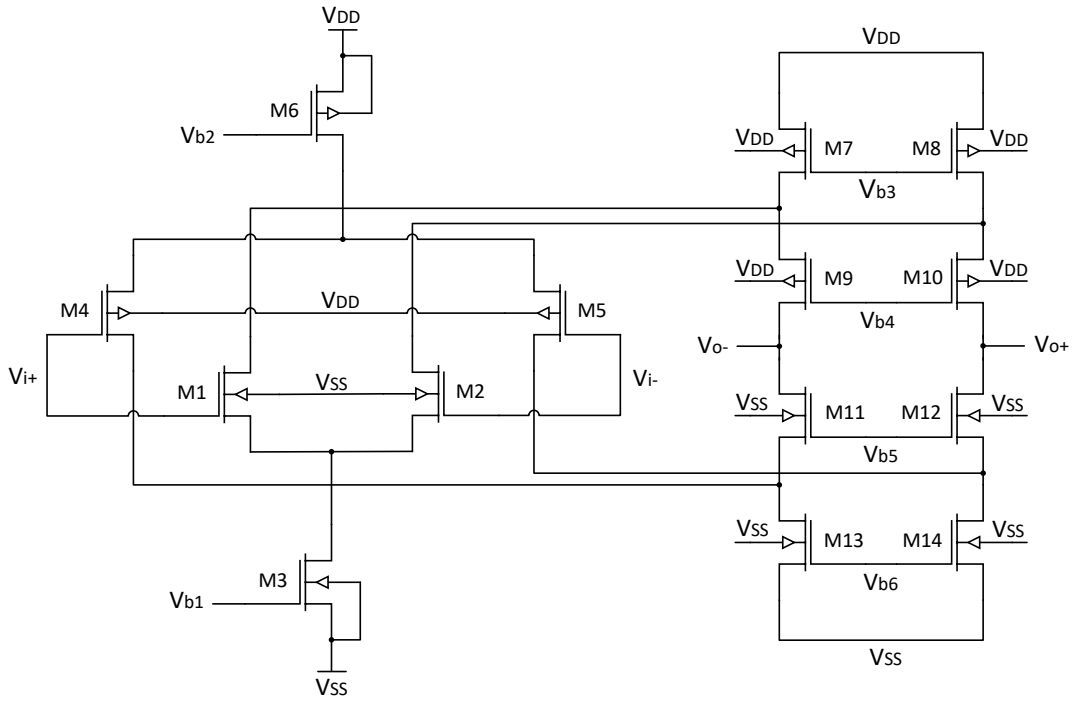 VDD
VDD
M6
Vb2
VDD
M7
M8
VDD
Vb3
VDD
M9
M10
VDD
M4
VDD
M5
Vb4
Vo-
Vo+
Vi+
M1
VSS
M2
Vi-
VSS
M11
M12
VSS
Vb5
VSS
M13
M14
VSS
M3
Vb6
Vb1
VSS
VSS